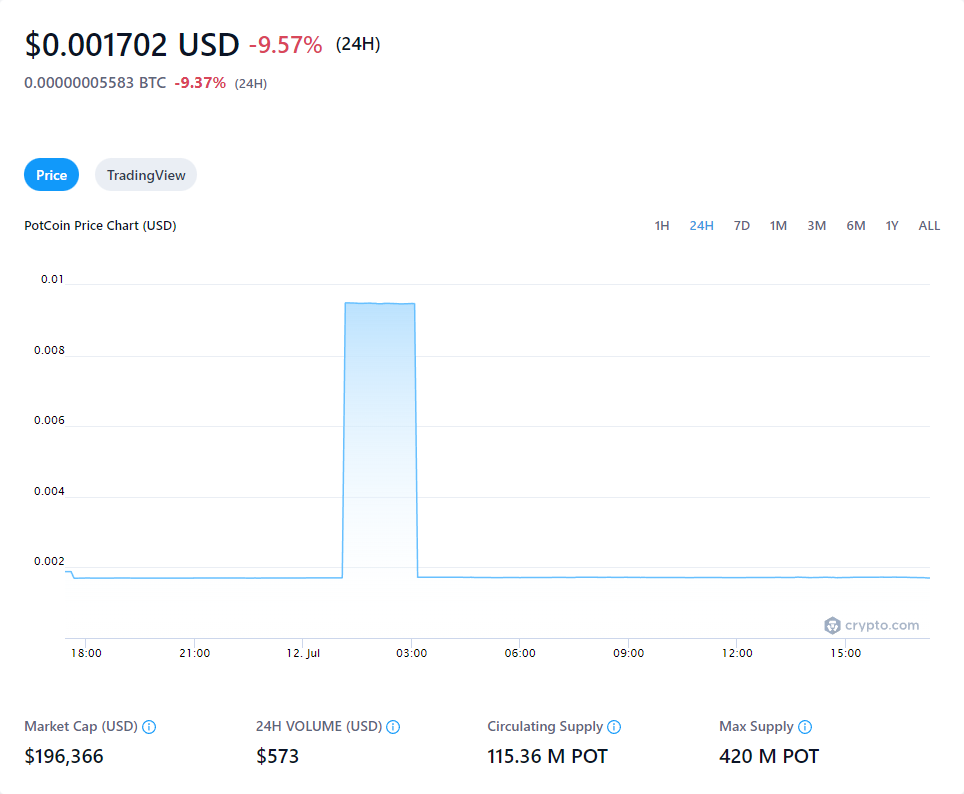 $0.001702 USD -9.57% (24H)
0.00000005583 BTC -9.37% (24H)
Price TradingView
PotCoin Price Chart (USD) 1H 24H 7D 1M 3M 6M 1Y ALL
0.01
0.008
0.006
0.004
0.002
crypto.com
18:00 21:00 12. Jul 03:00 06:00 09:00 12:00 15:00
Market Cap (USD) 24H VOLUME (USD) Circulating Supply Max Supply
$196,366 $573 115.36 M POT 420 M POT